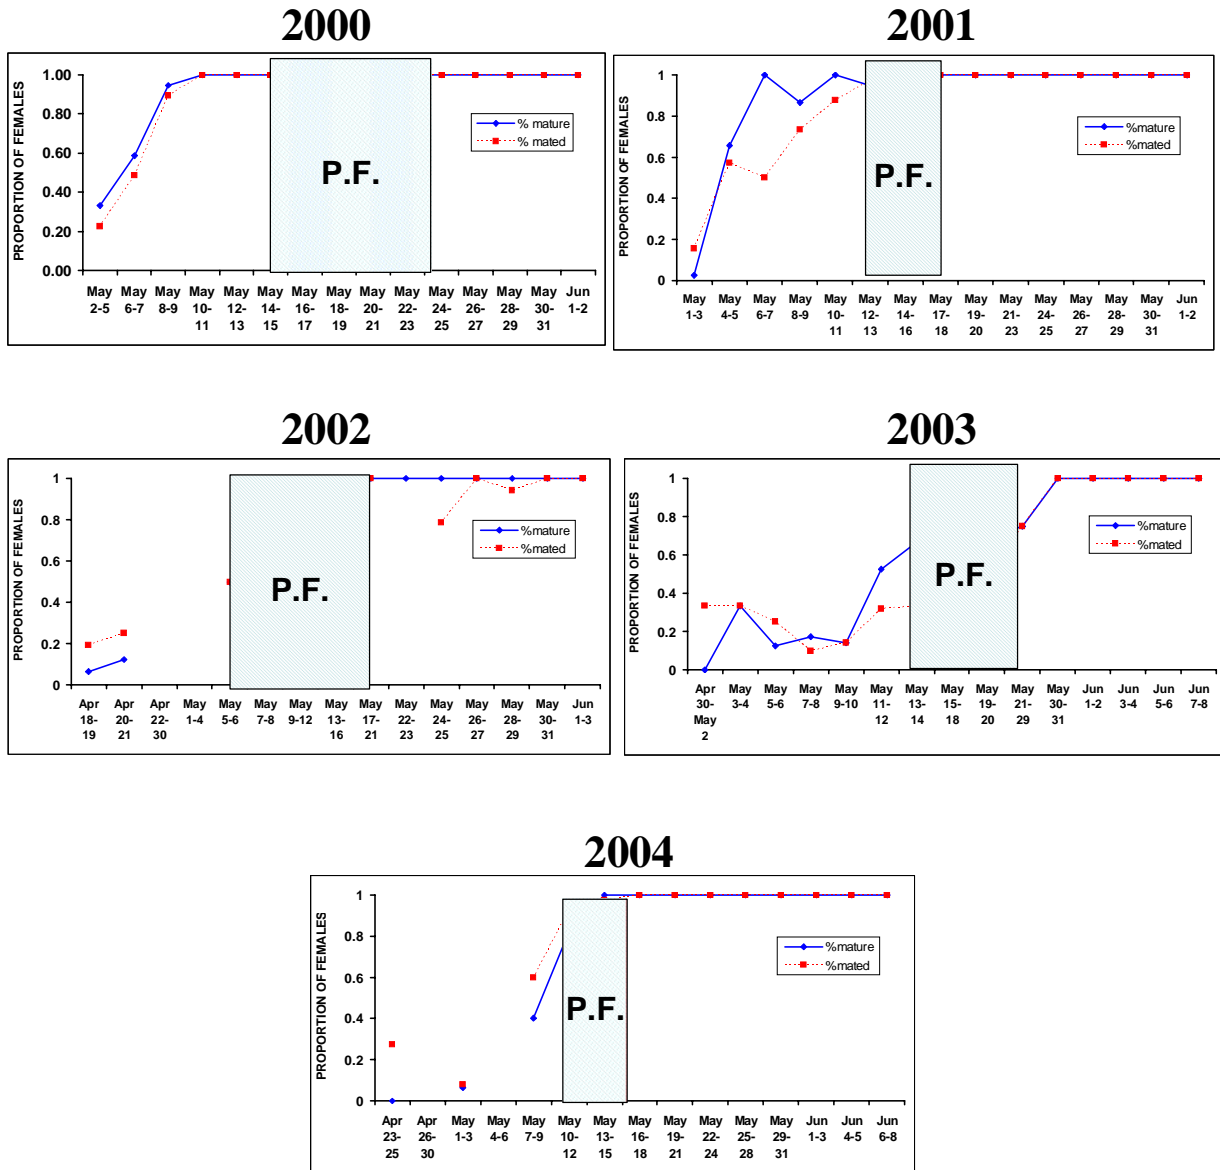 2000
PROPORTION OF FEMALES
1.00
0.80
0.60
0.40
0.20
0.00
% mature
% mated
P.F.
May May May May May May May May May May May May May May Jun
2-5 6-7 8-9 10- 12- 14- 16- 18- 20- 22- 24- 26- 28- 30- 1-2
11 13 15 17 19 21 23 25 27 29 31
2001
PROPORTION OF FEMALES
1
0.8
0.6
0.4
0.2
0
%mature
%mated
P.F.
May May May May May May May May May May May May May May Jun
1-3 4-5 6-7 8-9 10- 12- 14- 17- 19- 21- 24- 26- 28- 30- 1-2
11 13 16 18 20 23 25 27 29 31
2002
PROPORTION OF FEMALES
1
0.8
0.6
0.4
0.2
0
%mature
%mated
P.F.
Apr Apr Apr May May May May May May May May May May May Jun
18- 20- 22- 1-4 5-6 7-8 9-12 13- 17- 22- 24- 26- 28- 30- 1-3
19 21 30 16 21 23 25 27 29 31
2003
PROPORTION OF FEMALES
1
0.8
0.6
0.4
0.2
0
%mature
%mated
P.F.
Apr May May May May May May May May May May Jun Jun Jun Jun
30- 3-4 5-6 7-8 9-10 11- 13- 15- 19- 21- 30- 1-2 3-4 5-6 7-8
May 12 14 18 20 29 31
2
2004
PROPORTION OF FEMALES
1
0.8
0.6
0.4
0.2
0
%mature
%mated
P.F.
Apr Apr May May May May May May May May May May Jun Jun Jun
23- 26- 1-3 4-6 7-9 10- 13- 16- 19- 22- 25- 29- 1-3 4-5 6-8
25 30 12 15 18 21 24 28 31